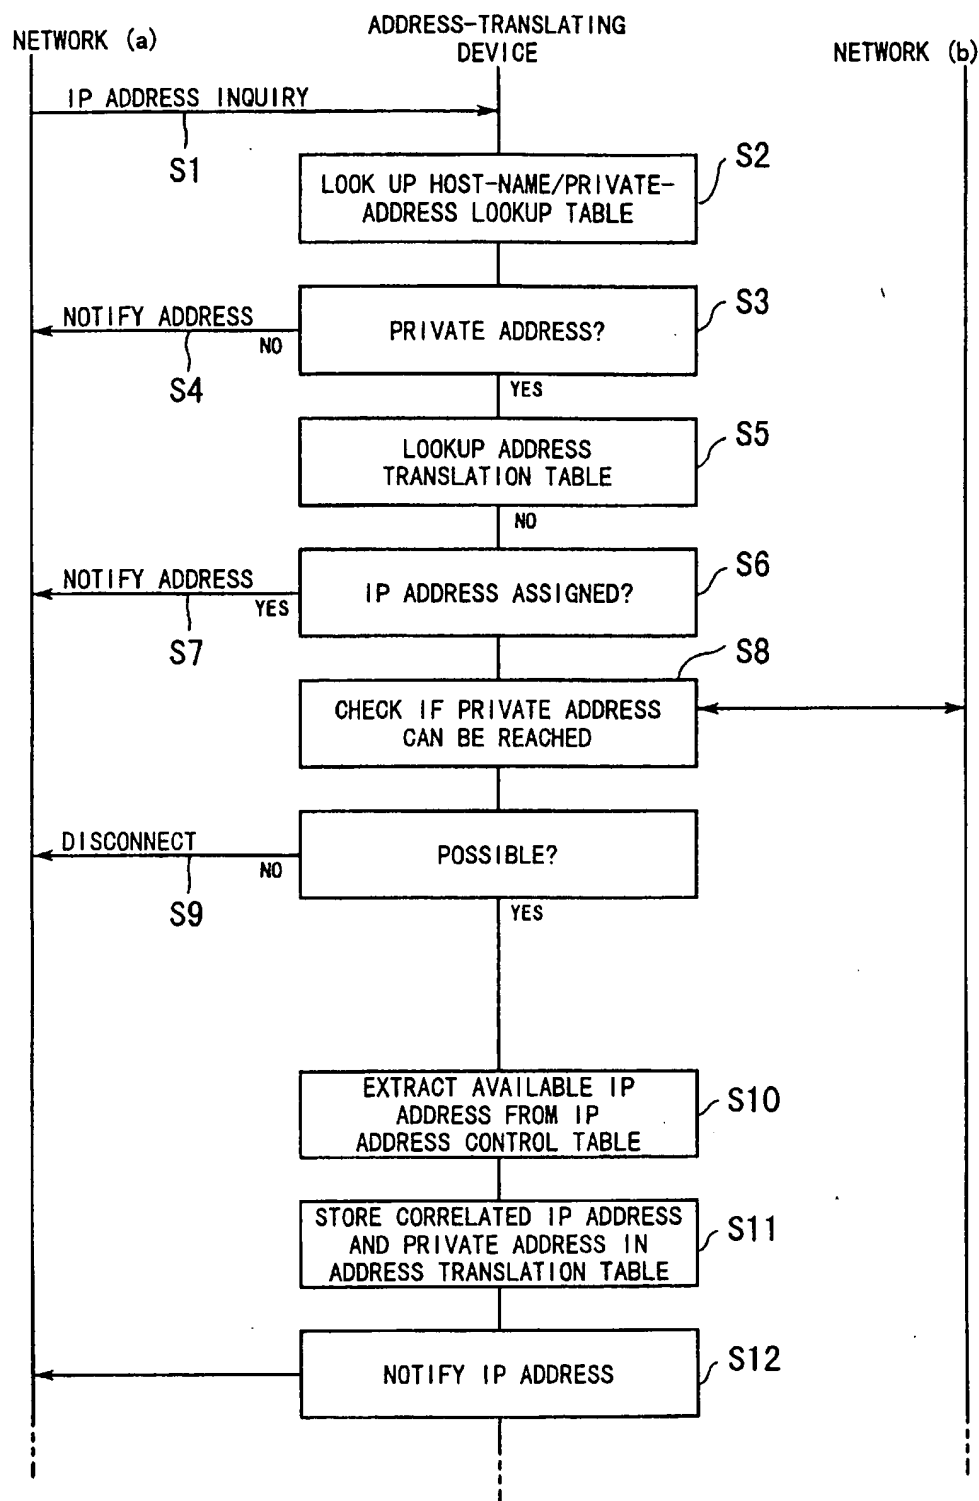 NETWORK (a)
ADDRESS-TRANSLATING
DEVICE
NETWORK (b)
IP ADDRESS INQUIRY
S1
S2
LOOK UP HOST-NAME/PRIVATE-
ADDRESS LOOKUP TABLE
S3
NOTIFY ADDRESS
NO
PRIVATE ADDRESS?
S4
YES
S5
LOOKUP ADDRESS
TRANSLATION TABLE
NO
S6
NOTIFY ADDRESS
YES
IP ADDRESS ASSIGNED?
S7
S8
CHECK IF PRIVATE ADDRESS
CAN BE REACHED
DISCONNECT
NO
POSSIBLE?
S9
YES
EXTRACT AVAILABLE IP
ADDRESS FROM IP
ADDRESS CONTROL TABLE
S10
STORE CORRELATED IP ADDRESS
AND PRIVATE ADDRESS IN
ADDRESS TRANSLATION TABLE
S11
NOTIFY IP ADDRESS
S12